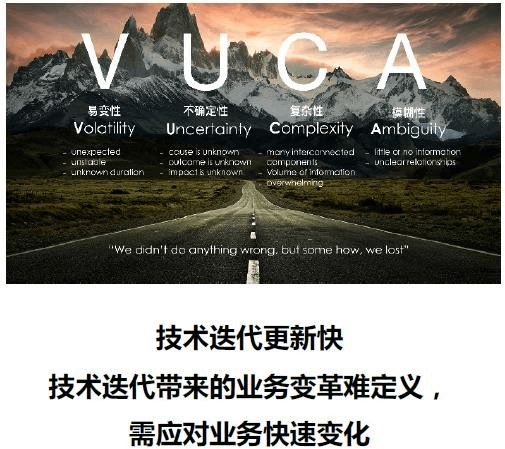 V U C A
易变性 不确定性 复杂性 模糊性
Volatility Uncertainty Complexity Ambiguity
- unexpected
- unstable
- unknown duration
- cause is unknown
- outcome is unknown
- impact is unknown
- many interconnected
components
- Volume of information
overwhelming
- little or no information
- unclear relationships
"We didn't do anything wrong, but some how, we lost"
技术迭代更新快
技术迭代带来的业务变革难定义，
需应对业务快速变化